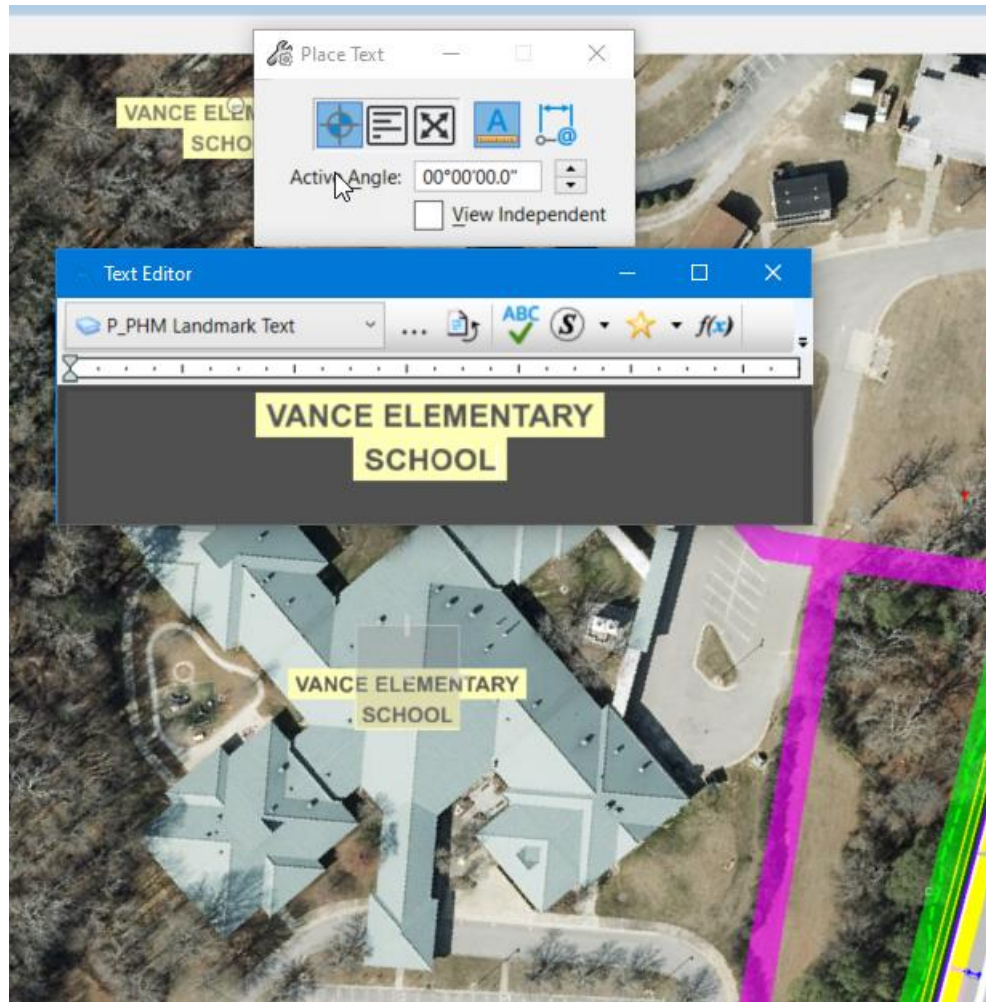 Place Text
VANCE ELEM
SCHO
A
@
Active Angle: 00°00'00.0"
View Independent
Text Editor
P_PHM Landmark Text
... ABC S f(x)
VANCE ELEMENTARY
SCHOOL
VANCE ELEMENTARY
SCHOOL